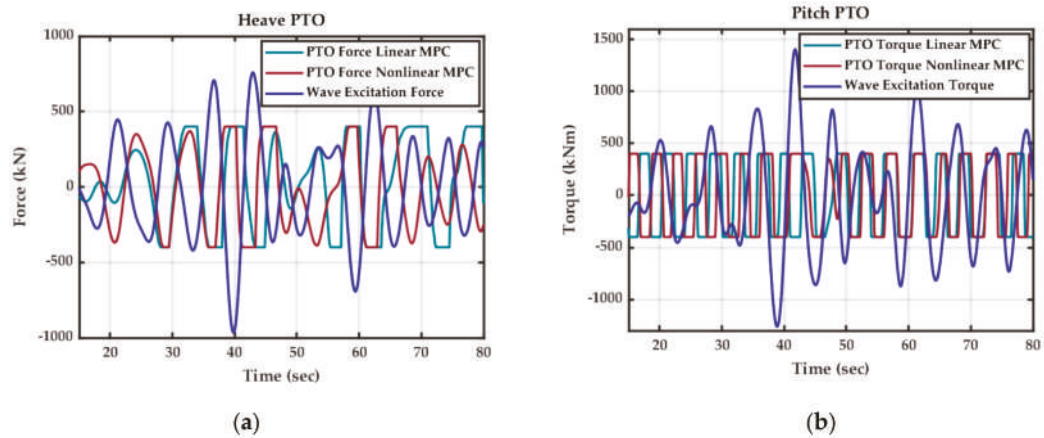 Heave PTO
1000
500
0
-500
-1000
Force (kN)
PTO Force Linear MPC
PTO Force Nonlinear MPC
Wave Excitation Force
20 30 40 50 60 70 80
Time (sec)
(a)
Pitch PTO
1500
1000
500
0
-500
-1000
Torque (kNm)
PTO Torque Linear MPC
PTO Torque Nonlinear MPC
Wave Excitation Torque
20 30 40 50 60 70 80
Time (sec)
(b)